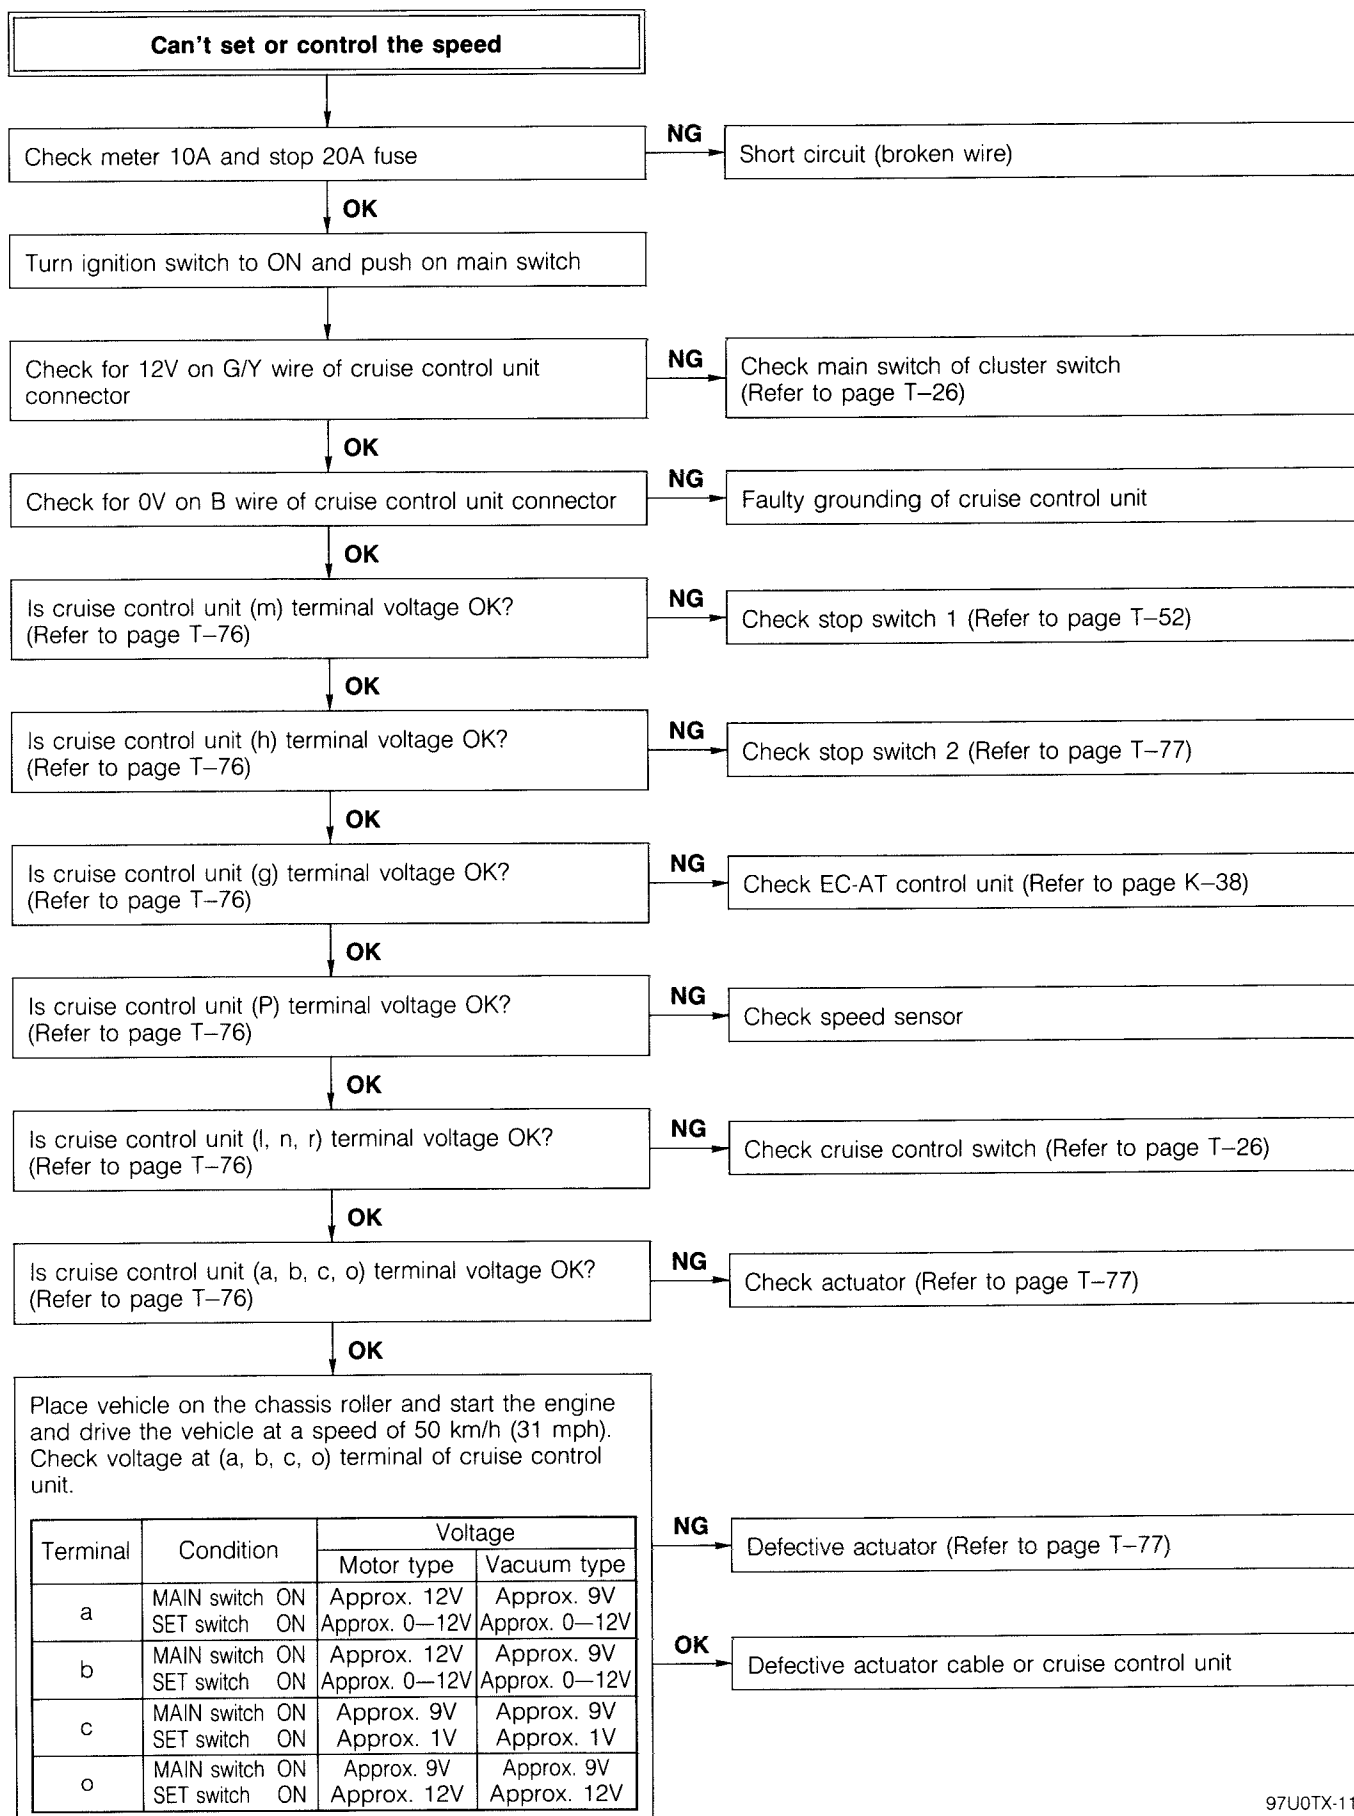 Can't set or control the speed
Check meter 10A and stop 20A fuse
NG
Short circuit (broken wire)
OK
Turn ignition switch to ON and push on main switch
Check for 12V on G/Y wire of cruise control unit
connector
NG
Check main switch of cluster switch
(Refer to page T–26)
OK
Check for 0V on B wire of cruise control unit connector
NG
Faulty grounding of cruise control unit
OK
Is cruise control unit (m) terminal voltage OK?
(Refer to page T–76)
NG
Check stop switch 1 (Refer to page T–52)
OK
Is cruise control unit (h) terminal voltage OK?
(Refer to page T–76)
NG
Check stop switch 2 (Refer to page T–77)
OK
Is cruise control unit (g) terminal voltage OK?
(Refer to page T–76)
NG
Check EC-AT control unit (Refer to page K–38)
OK
Is cruise control unit (P) terminal voltage OK?
(Refer to page T–76)
NG
Check speed sensor
OK
Is cruise control unit (l, n, r) terminal voltage OK?
(Refer to page T–76)
NG
Check cruise control switch (Refer to page T–26)
OK
Is cruise control unit (a, b, c, o) terminal voltage OK?
(Refer to page T–76)
NG
Check actuator (Refer to page T–77)
OK
Place vehicle on the chassis roller and start the engine
and drive the vehicle at a speed of 50 km/h (31 mph).
Check voltage at (a, b, c, o) terminal of cruise control
unit.
Terminal Condition Voltage
Motor type Vacuum type
a MAIN switch ON Approx. 12V Approx. 9V
SET switch ON Approx. 0—12V Approx. 0—12V
b MAIN switch ON Approx. 12V Approx. 9V
SET switch ON Approx. 0—12V Approx. 0—12V
c MAIN switch ON Approx. 9V Approx. 9V
SET switch ON Approx. 1V Approx. 1V
o MAIN switch ON Approx. 9V Approx. 9V
SET switch ON Approx. 12V Approx. 12V
NG
Defective actuator (Refer to page T–77)
OK
Defective actuator cable or cruise control unit
97U0TX-11